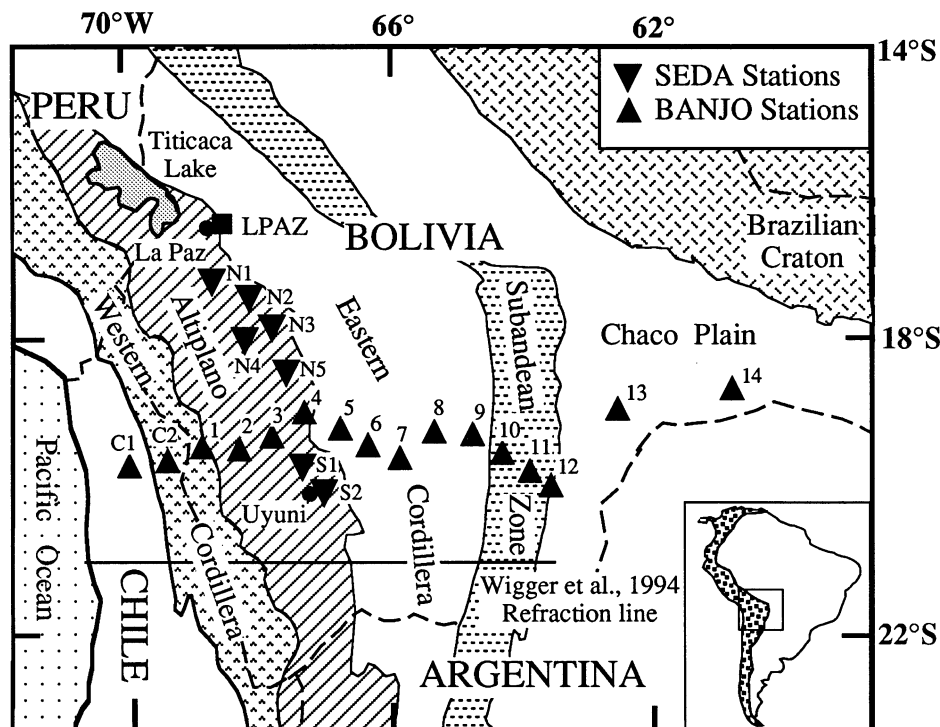 70°W
66°
62°
14°S
SEDA Stations
BANJO Stations
PERU
Titicaca
Lake
LPAZ
La Paz
BOLIVIA
Brazilian
Craton
N1
N2
N3
N4
N5
Western
Altiplano
Eastern
Subandean
Chaco Plain
18°S
13
14
4
5
6
7
8
9
10
11
12
C1
C2
1
2
3
S1
S2
Uyuni
Pacific Ocean
Cordillera
Cordillera
Zone
CHILE
Wigger et al., 1994
Refraction line
22°S
ARGENTINA